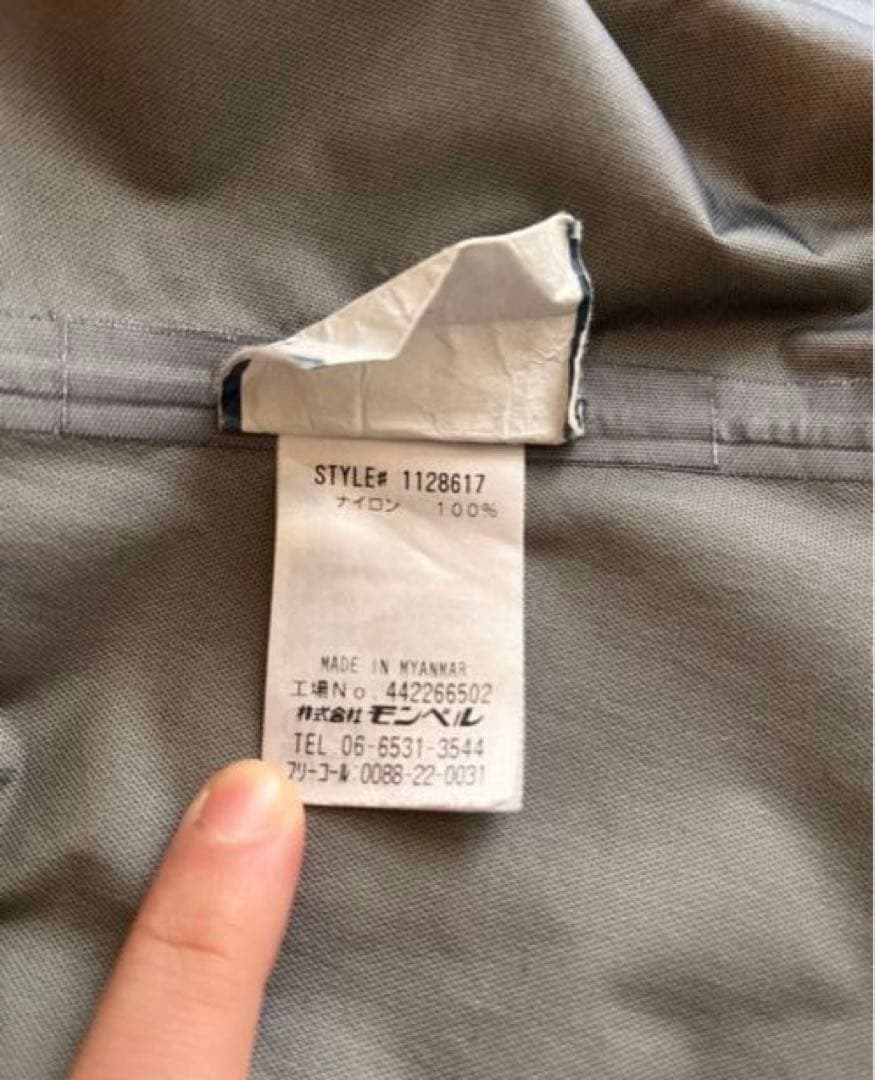 STYLE# 1128617
ナイロン 100%
MADE IN MYANMAR
工場No. 442266502
株式会社 モンベル
TEL 06-6531-3544
フリーコール:0088-22-0031